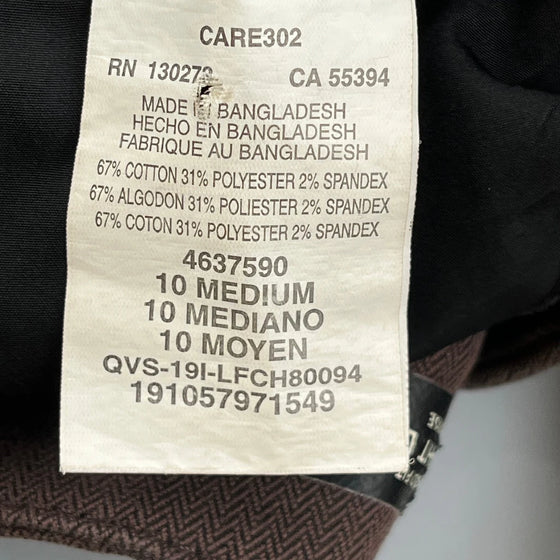 CARE302
RN 130273 CA 55394
MADE IN BANGLADESH
HECHO EN BANGLADESH
FABRIQUE AU BANGLADESH
67% COTTON 31% POLYESTER 2% SPANDEX
67% ALGODON 31% POLIESTER 2% SPANDEX
67% COTON 31% POLYESTER 2% SPANDEX
4637590
10 MEDIUM
10 MEDIANO
10 MOYEN
QVS-19I-LFCH80094
191057971549